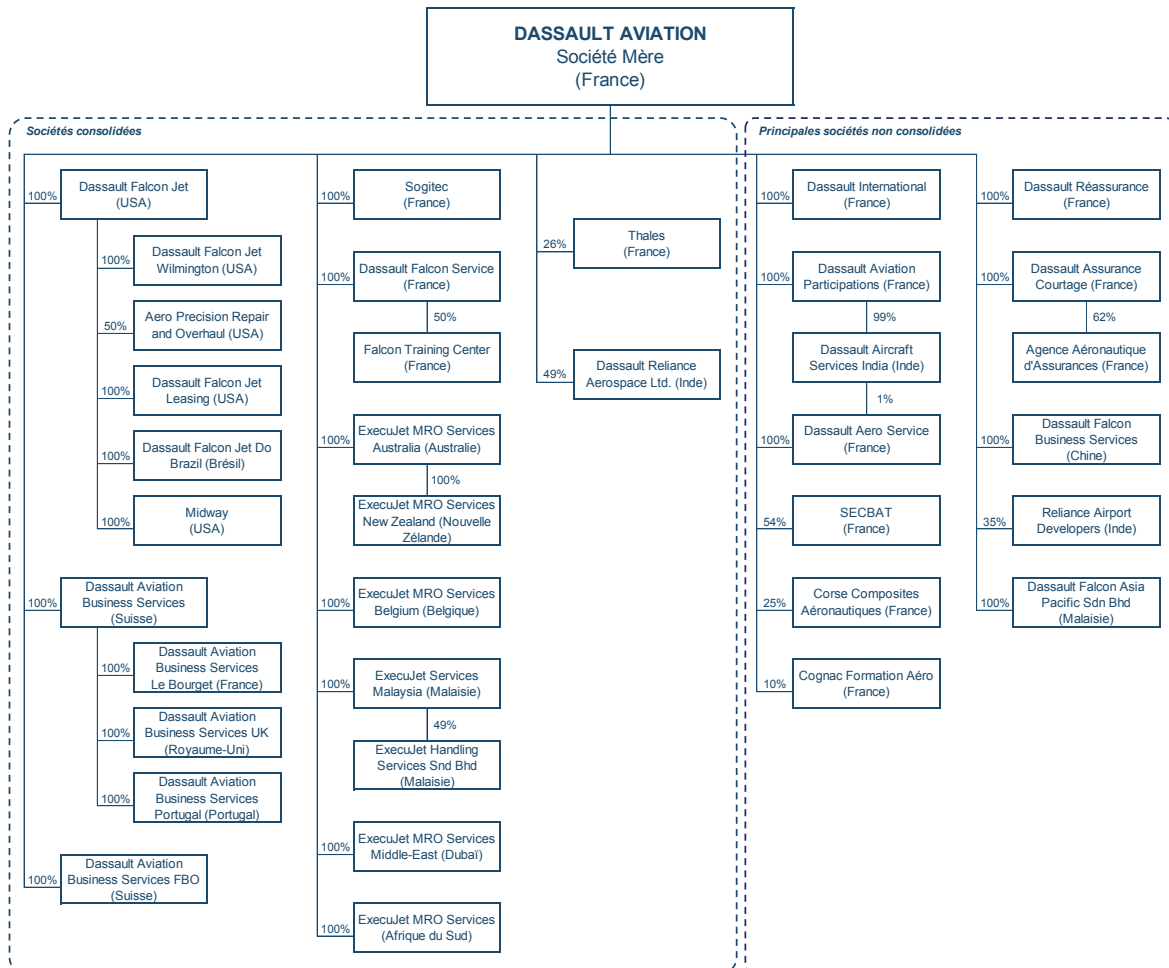 DASSAULT AVIATION
Société Mère
(France)
Sociétés consolidées
100%
Dassault Falcon Jet
(USA)
100%
Dassault Falcon Jet
Wilmington (USA)
50%
Aero Precision Repair
and Overhaul (USA)
100%
Dassault Falcon Jet
Leasing (USA)
100%
Dassault Falcon Jet Do
Brazil (Brésil)
100%
Midway
(USA)
100%
Dassault Aviation
Business Services
(Suisse)
100%
Dassault Aviation
Business Services
Le Bourget (France)
100%
Dassault Aviation
Business Services UK
(Royaume-Uni)
100%
Dassault Aviation
Business Services
Portugal (Portugal)
100%
Dassault Aviation
Business Services FBO
(Suisse)
100%
Sogitec
(France)
100%
Dassault Falcon Service
(France)
50%
Falcon Training Center
(France)
100%
ExecuJet MRO Services
Australia (Australie)
100%
ExecuJet MRO Services
New Zealand (Nouvelle
Zélande)
100%
ExecuJet MRO Services
Belgium (Belgique)
100%
ExecuJet Services
Malaysia (Malaisie)
49%
ExecuJet Handling
Services Snd Bhd
(Malaisie)
100%
ExecuJet MRO Services
Middle-East (Dubaï)
100%
ExecuJet MRO Services
(Afrique du Sud)
26%
Thales
(France)
49%
Dassault Reliance
Aerospace Ltd. (Inde)
Principales sociétés non consolidées
100%
Dassault International
(France)
100%
Dassault Aviation
Participations (France)
99%
Dassault Aircraft
Services India (Inde)
1%
100%
Dassault Aero Service
(France)
54%
SECBAT
(France)
25%
Corse Composites
Aéronautiques (France)
10%
Cognac Formation Aéro
(France)
100%
Dassault Réassurance
(France)
100%
Dassault Assurance
Courtage (France)
62%
Agence Aéronautique
d'Assurances (France)
100%
Dassault Falcon
Business Services
(Chine)
35%
Reliance Airport
Developers (Inde)
100%
Dassault Falcon Asia
Pacific Sdn Bhd
(Malaisie)